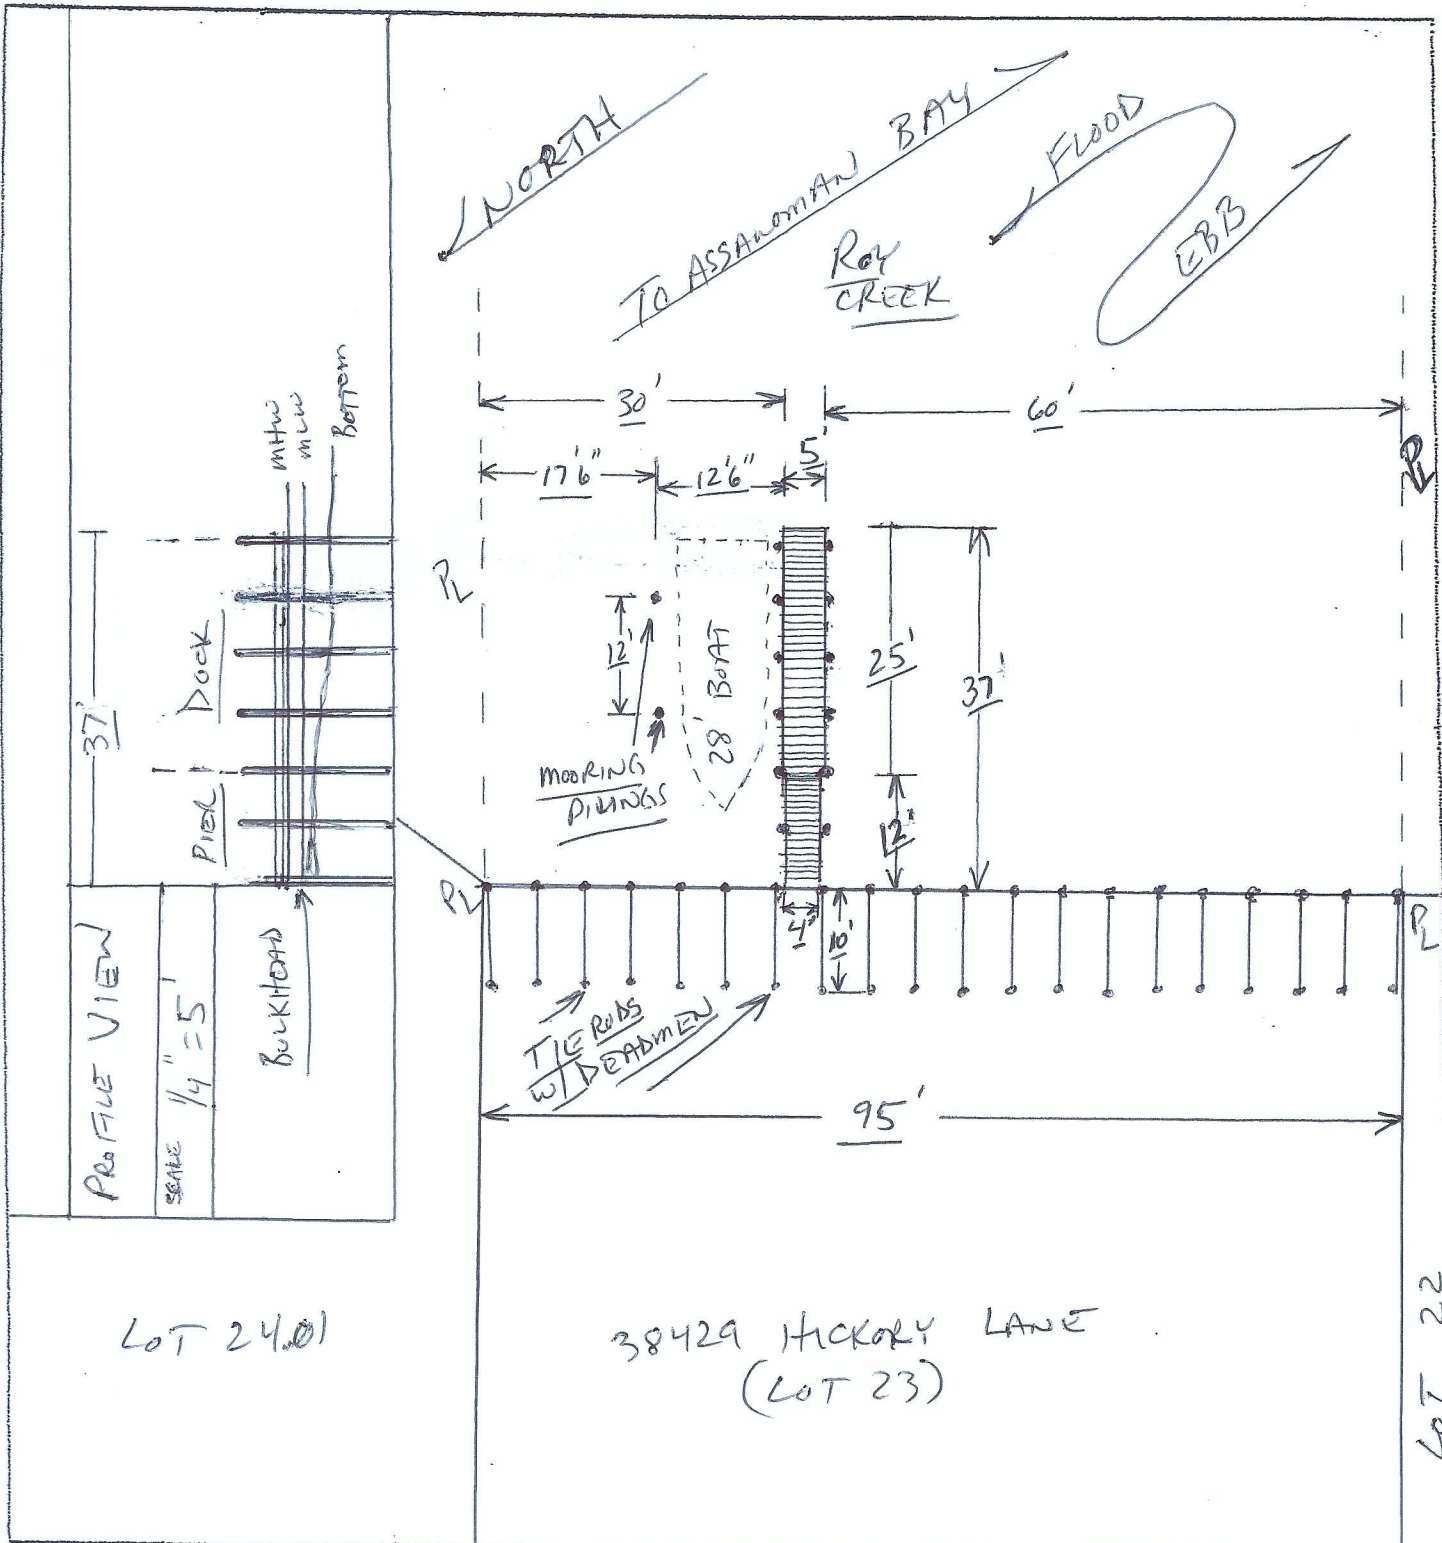 NORTH
TO ASSAWOMAN BAY
FLOOD
EBB
ROY
CREEK
MHW
MLW
BOTTOM
30'
60'
17'6"
12'6"
5'
PL
PL
12'
28' BOAT
25'
37'
12'
MOORING
PILINGS
37'
DOCK
PIER
PL
PL
4'
10'
PROFILE VIEW
SCALE 1/4" = 5'
BULKHEAD
TIE RODS
W/DEADMEN
95'
LOT 24.01
38429 HICKORY LANE
(LOT 23)
LOT 22